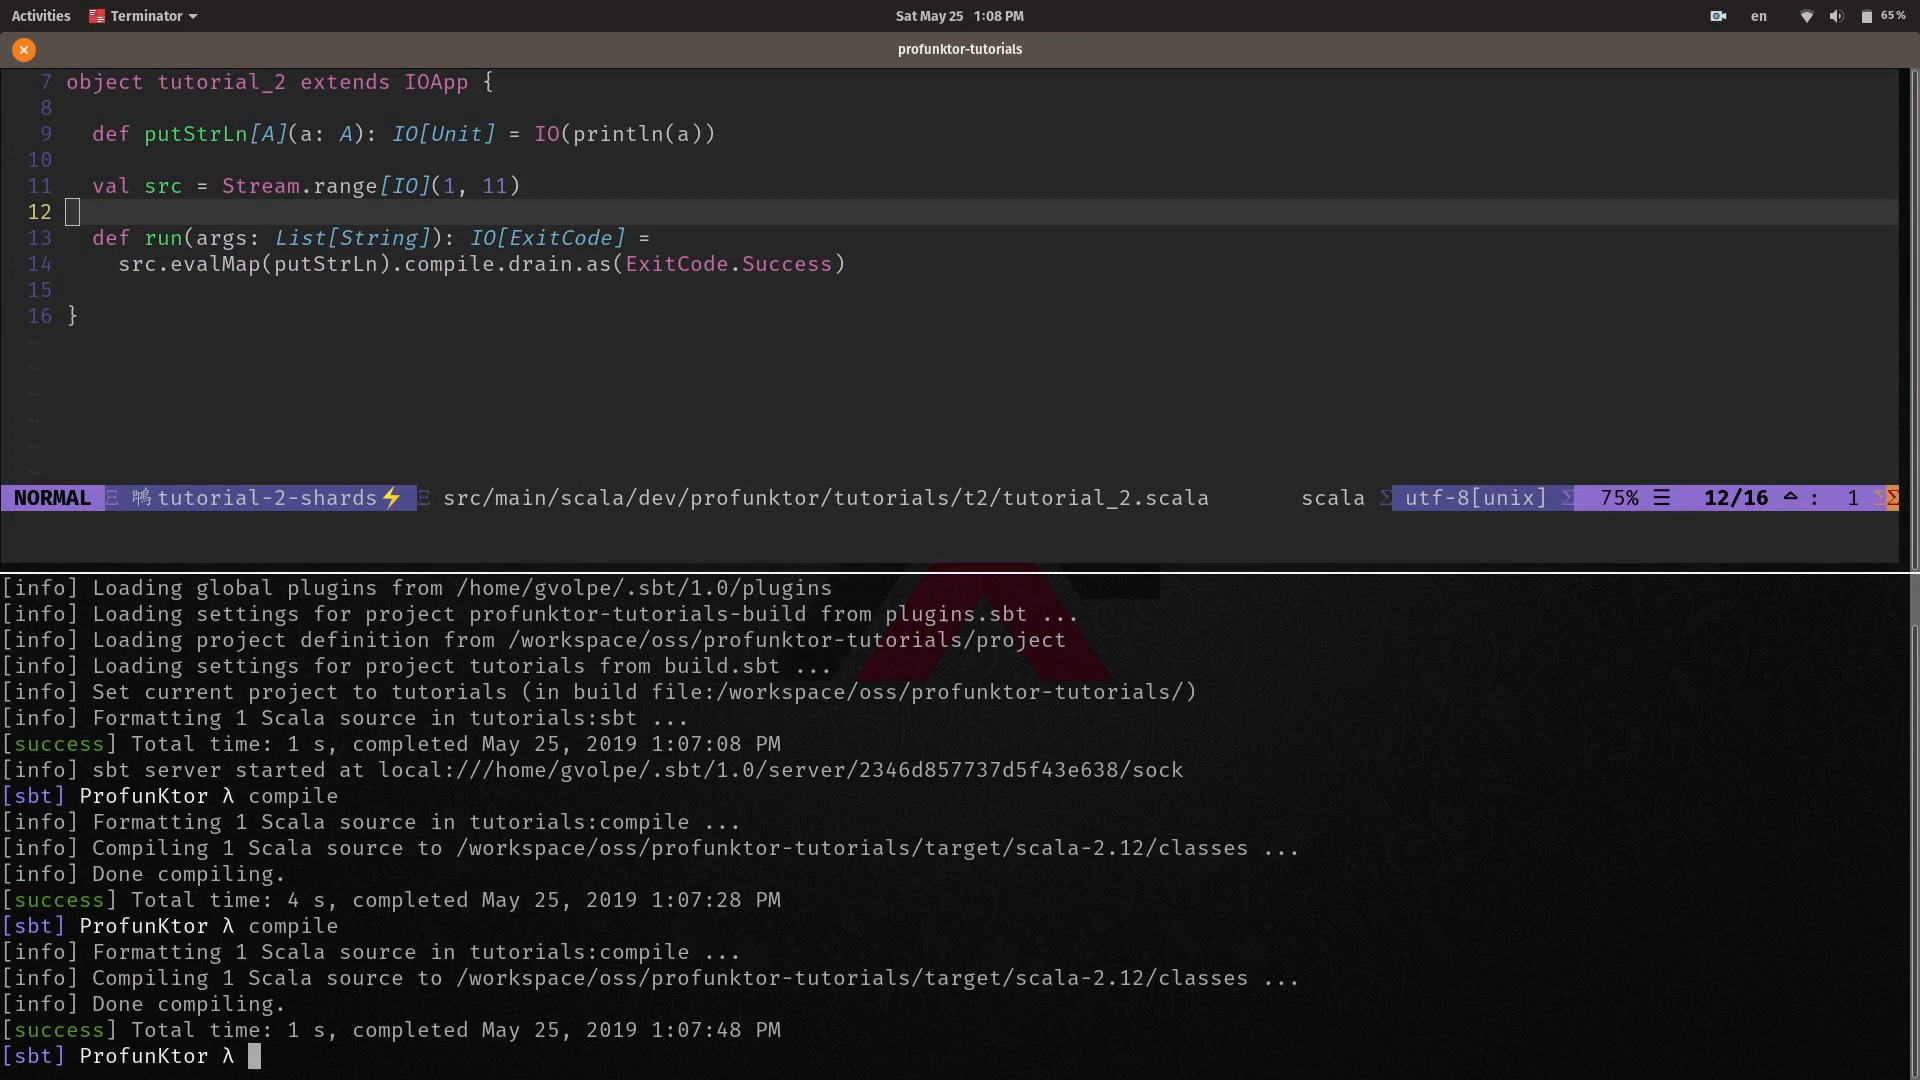 Activities Terminator Sat May 25 1:08 PM en 65%
profunktor-tutorials
7 object tutorial_2 extends IOApp {
8
9 def putStrLn[A](a: A): IO[Unit] = IO(println(a))
10
11 val src = Stream.range[IO](1, 11)
12
13 def run(args: List[String]): IO[ExitCode] =
14 src.evalMap(putStrLn).compile.drain.as(ExitCode.Success)
15
16 }
~
~
~
~
~
~
NORMAL tutorial-2-shards⚡ src/main/scala/dev/profunktor/tutorials/t2/tutorial_2.scala scala utf-8[unix] 75% ☰ 12/16 : 1
[info] Loading global plugins from /home/gvolpe/.sbt/1.0/plugins
[info] Loading settings for project profunktor-tutorials-build from plugins.sbt ...
[info] Loading project definition from /workspace/oss/profunktor-tutorials/project
[info] Loading settings for project tutorials from build.sbt ...
[info] Set current project to tutorials (in build file:/workspace/oss/profunktor-tutorials/)
[info] Formatting 1 Scala source in tutorials:sbt ...
[success] Total time: 1 s, completed May 25, 2019 1:07:08 PM
[info] sbt server started at local:///home/gvolpe/.sbt/1.0/server/2346d857737d5f43e638/sock
[sbt] ProfunKtor λ compile
[info] Formatting 1 Scala source in tutorials:compile ...
[info] Compiling 1 Scala source to /workspace/oss/profunktor-tutorials/target/scala-2.12/classes ...
[info] Done compiling.
[success] Total time: 4 s, completed May 25, 2019 1:07:28 PM
[sbt] ProfunKtor λ compile
[info] Formatting 1 Scala source in tutorials:compile ...
[info] Compiling 1 Scala source to /workspace/oss/profunktor-tutorials/target/scala-2.12/classes ...
[info] Done compiling.
[success] Total time: 1 s, completed May 25, 2019 1:07:48 PM
[sbt] ProfunKtor λ